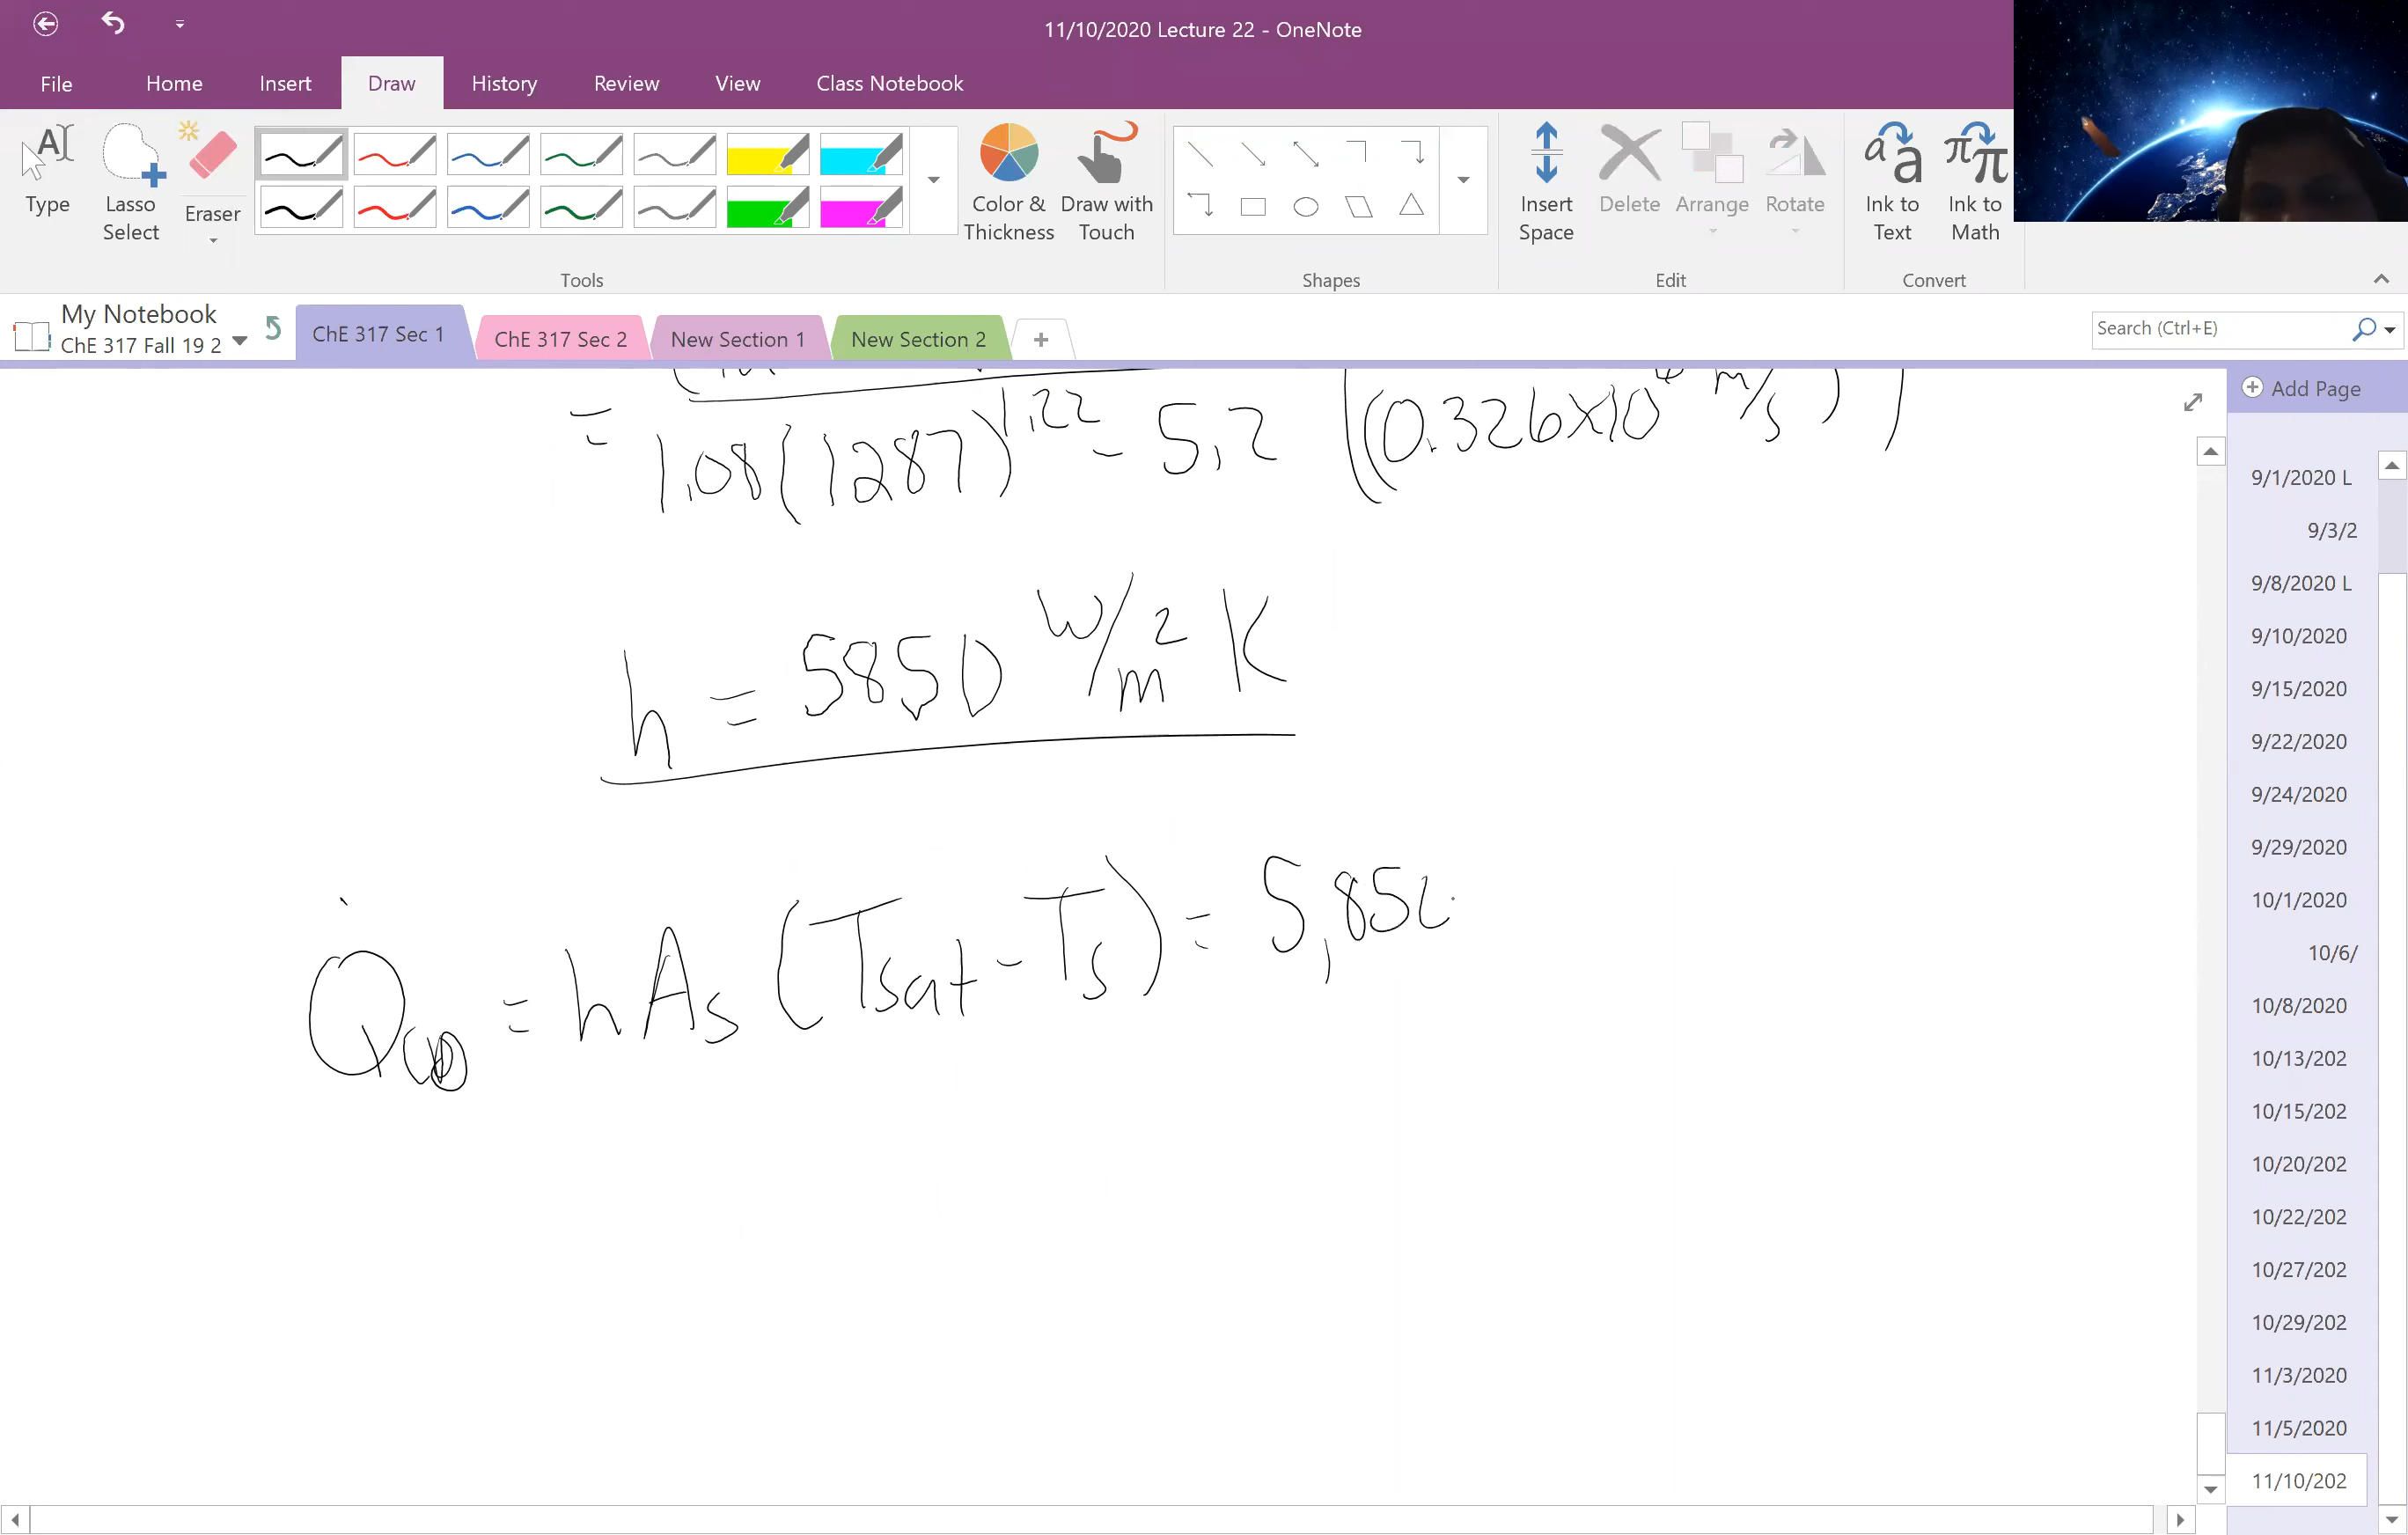 11/10/2020 Lecture 22 - OneNote
File Home Insert Draw History Review View Class Notebook
Type
Lasso Select
Eraser
Color & Thickness
Draw with Touch
Insert Space
Delete
Arrange
Rotate
Ink to Text
Ink to Math
Tools Shapes Edit Convert
My Notebook
ChE 317 Fall 19 2
ChE 317 Sec 1
ChE 317 Sec 2
New Section 1
New Section 2
+
Search (Ctrl+E)
Add Page
9/1/2020 L
9/3/2
9/8/2020 L
9/10/2020
9/15/2020
9/22/2020
9/24/2020
9/29/2020
10/1/2020
10/6/
10/8/2020
10/13/202
10/15/202
10/20/202
10/22/202
10/27/202
10/29/202
11/3/2020
11/5/2020
11/10/202
= 1.08(1287)^1.22 - 5.2 ((0.326×10 m/s))
h = 5850 W/m² K
= hAs (Tsat - Ts) = 5,85